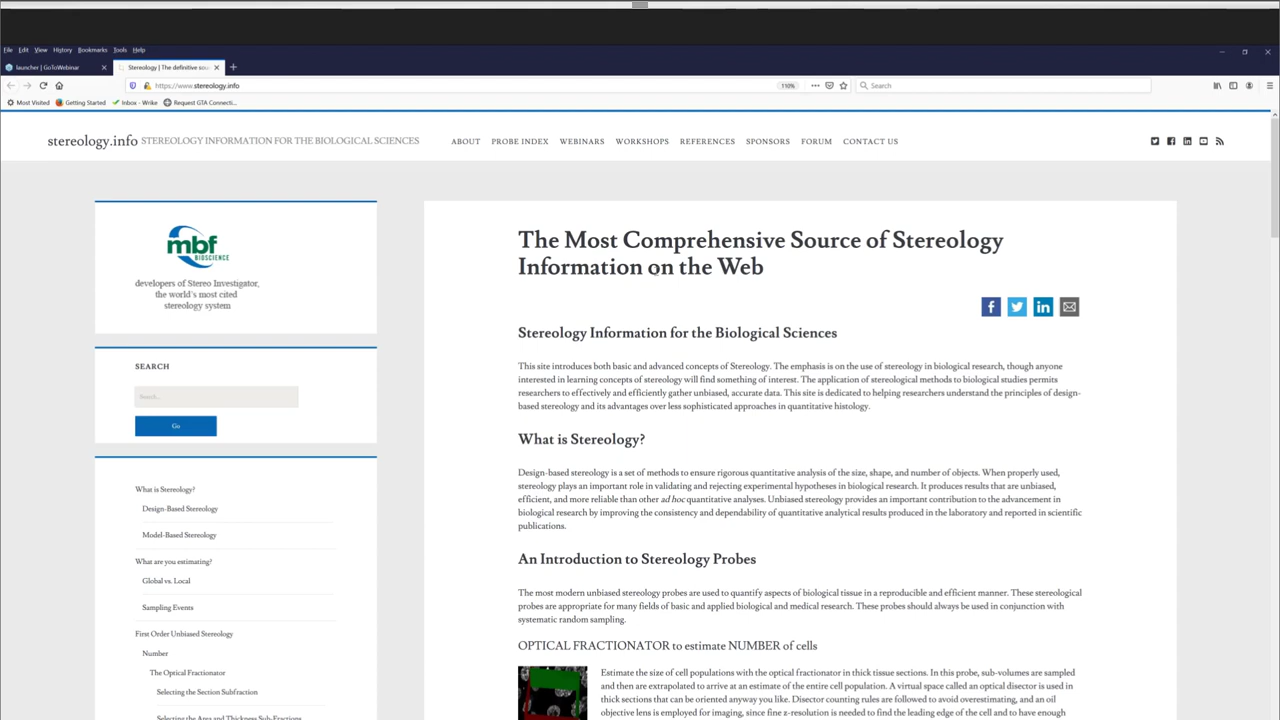 File Edit View History Bookmarks Tools Help
launcher | GoToWebinar
Stereology | The definitive sou
https://www.stereology.info
110%
Search
Most Visited
Getting Started
Inbox - Wrike
Request GTA Connecti...
stereology.info STEREOLOGY INFORMATION FOR THE BIOLOGICAL SCIENCES
ABOUT PROBE INDEX WEBINARS WORKSHOPS REFERENCES SPONSORS FORUM CONTACT US
mbf
BIOSCIENCE
developers of Stereo Investigator,
the world's most cited
stereology system
SEARCH
Search...
Go
What is Stereology?
Design-Based Stereology
Model-Based Stereology
What are you estimating?
Global vs. Local
Sampling Events
First Order Unbiased Stereology
Number
The Optical Fractionator
Selecting the Section Subfraction
Selecting the Area and Thickness Sub-Fractions
The Most Comprehensive Source of Stereology
Information on the Web
Stereology Information for the Biological Sciences
This site introduces both basic and advanced concepts of Stereology. The emphasis is on the use of stereology in biological research, though anyone
interested in learning concepts of stereology will find something of interest. The application of stereological methods to biological studies permits
researchers to effectively and efficiently gather unbiased, accurate data. This site is dedicated to helping researchers understand the principles of design-
based stereology and its advantages over less sophisticated approaches in quantitative histology.
What is Stereology?
Design-based stereology is a set of methods to ensure rigorous quantitative analysis of the size, shape, and number of objects. When properly used,
stereology plays an important role in validating and rejecting experimental hypotheses in biological research. It produces results that are unbiased,
efficient, and more reliable than other ad hoc quantitative analyses. Unbiased stereology provides an important contribution to the advancement in
biological research by improving the consistency and dependability of quantitative analytical results produced in the laboratory and reported in scientific
publications.
An Introduction to Stereology Probes
The most modern unbiased stereology probes are used to quantify aspects of biological tissue in a reproducible and efficient manner. These stereological
probes are appropriate for many fields of basic and applied biological and medical research. These probes should always be used in conjunction with
systematic random sampling.
OPTICAL FRACTIONATOR to estimate NUMBER of cells
Estimate the size of cell populations with the optical fractionator in thick tissue sections. In this probe, sub-volumes are sampled
and then are extrapolated to arrive at an estimate of the entire cell population. A virtual space called an optical disector is used in
thick sections that can be oriented anyway you like. Disector counting rules are followed to avoid overestimating, and an oil
objective lens is employed for imaging, since fine z-resolution is needed to find the leading edge of the cell and to have enough